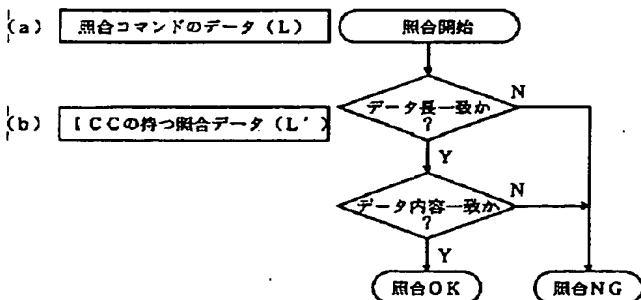 (a) 照合コマンドのデータ(L)
(b) ICCの持つ照合データ(L')
照合開始
データ長一致か
?
N
Y
データ内容一致か
?
N
Y
照合OK
照合NG